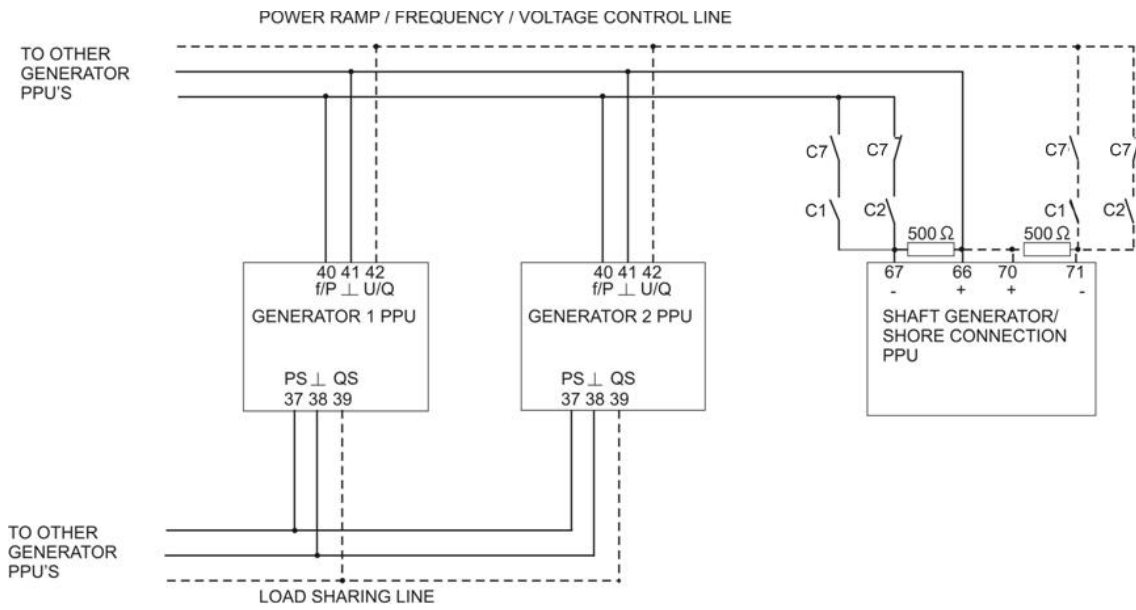 POWER RAMP / FREQUENCY / VOLTAGE CONTROL LINE
TO OTHER
GENERATOR
PPU'S
C7 C7 C7 C7
C1 C2 C1 C2
500 Ω 500 Ω
40 41 42
f/P ⊥ U/Q
GENERATOR 1 PPU
PS ⊥ QS
37 38 39
40 41 42
f/P ⊥ U/Q
GENERATOR 2 PPU
PS ⊥ QS
37 38 39
67 66 70 71
- + + -
SHAFT GENERATOR/
SHORE CONNECTION
PPU
TO OTHER
GENERATOR
PPU'S
LOAD SHARING LINE